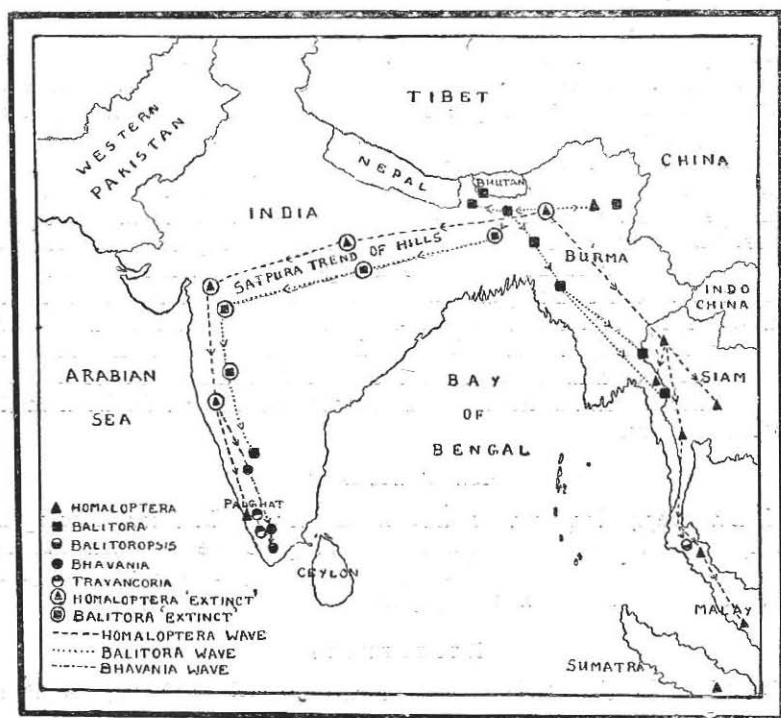 TIBET
CHINA
WESTERN
PAKISTAN
NEPAL
BHUTAN
INDIA
SATPURA TREND OF HILLS
BURMA
INDO
CHINA
ARABIAN
SEA
BAY
OF
BENGAL
SIAM
PALGHAT
CEYLON
MALAY
SUMATRA
HOMALOPTERA
BALITORA
BALITOROPSIS
BHAVANIA
TRAVANCORIA
HOMALOPTERA 'EXTINCT'
BALITORA 'EXTINCT'
HOMALOPTERA WAVE
BALITORA WAVE
BHAVANIA WAVE